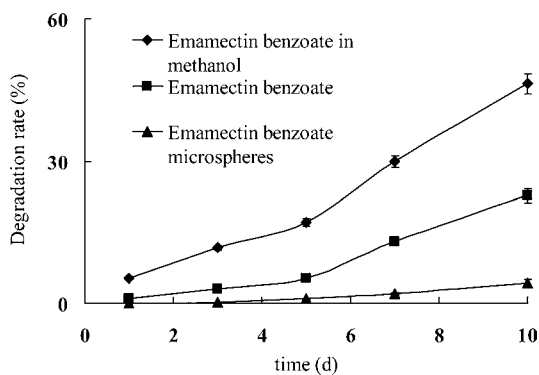 60
Emamectin benzoate in
methanol
Emamectin benzoate
Emamectin benzoate
microspheres
Degradation rate (%)
30
0
0 2 4 6 8 10
time (d)